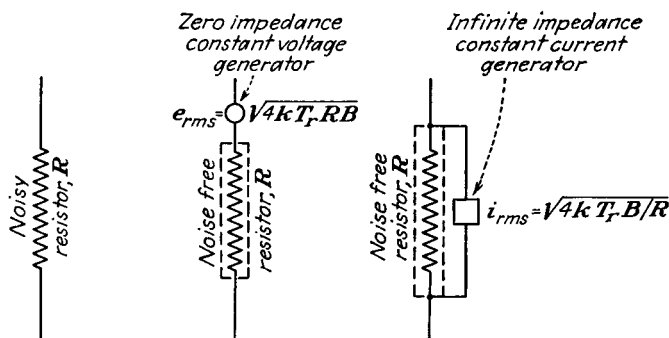 Zero impedance
constant voltage
generator
Infinite impedance
constant current
generator
Noisy
resistor, R
e_rms = √4kT_rRB
Noise free
resistor, R
Noise free
resistor, R
i_rms = √4kT_rB/R